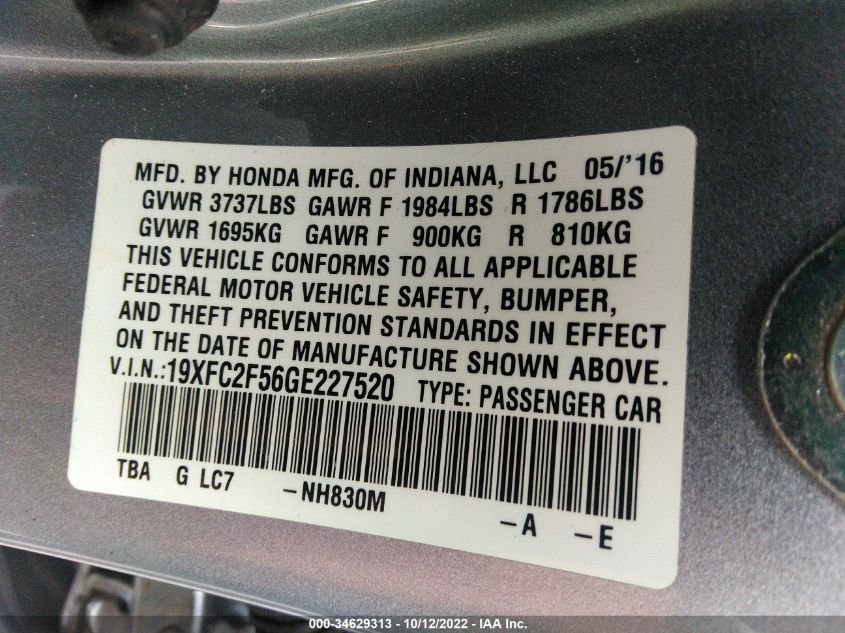 MFD. BY HONDA MFG. OF INDIANA, LLC 05/'16
GVWR 3737LBS GAWR F 1984LBS R 1786LBS
GVWR 1695KG GAWR F 900KG R 810KG
THIS VEHICLE CONFORMS TO ALL APPLICABLE
FEDERAL MOTOR VEHICLE SAFETY, BUMPER,
AND THEFT PREVENTION STANDARDS IN EFFECT
ON THE DATE OF MANUFACTURE SHOWN ABOVE.
V.I.N.:19XFC2F56GE227520 TYPE: PASSENGER CAR
TBA G LC7 -NH830M -A -E
000-34629313 - 10/12/2022 - IAA Inc.